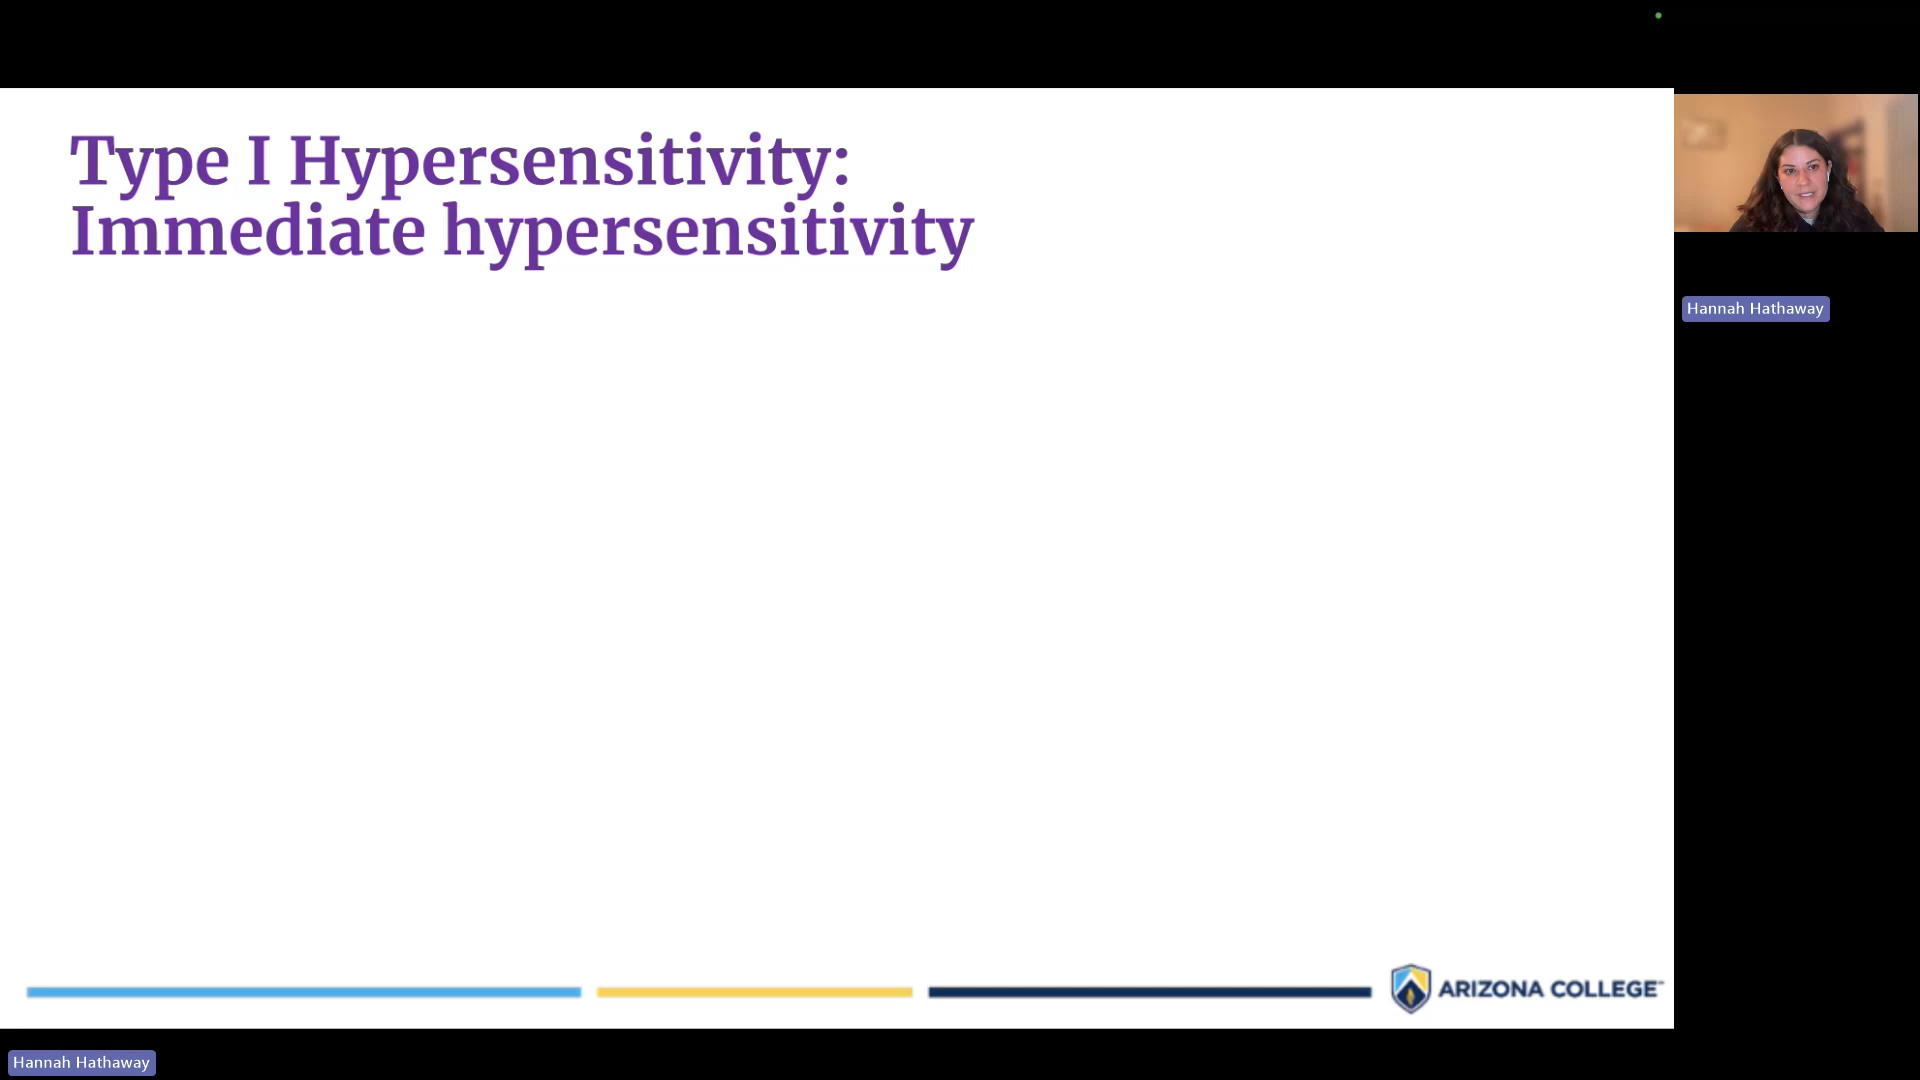 Type I Hypersensitivity:
Immediate hypersensitivity
Hannah Hathaway
ARIZONA COLLEGE
Hannah Hathaway